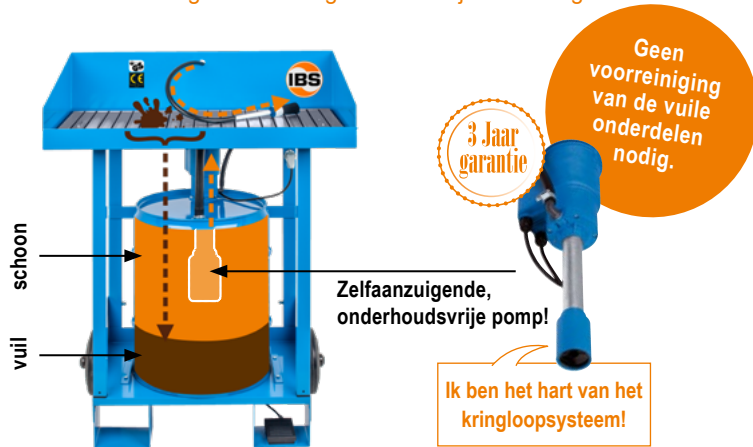 IBS
CE
Geen
voorreiniging
van de vuile
onderdelen
nodig.
3 Jaar
garantie
schoon
Zelfaanzuigende,
onderhoudsvrije pomp!
vuil
Ik ben het hart van het
kringloopsysteem!